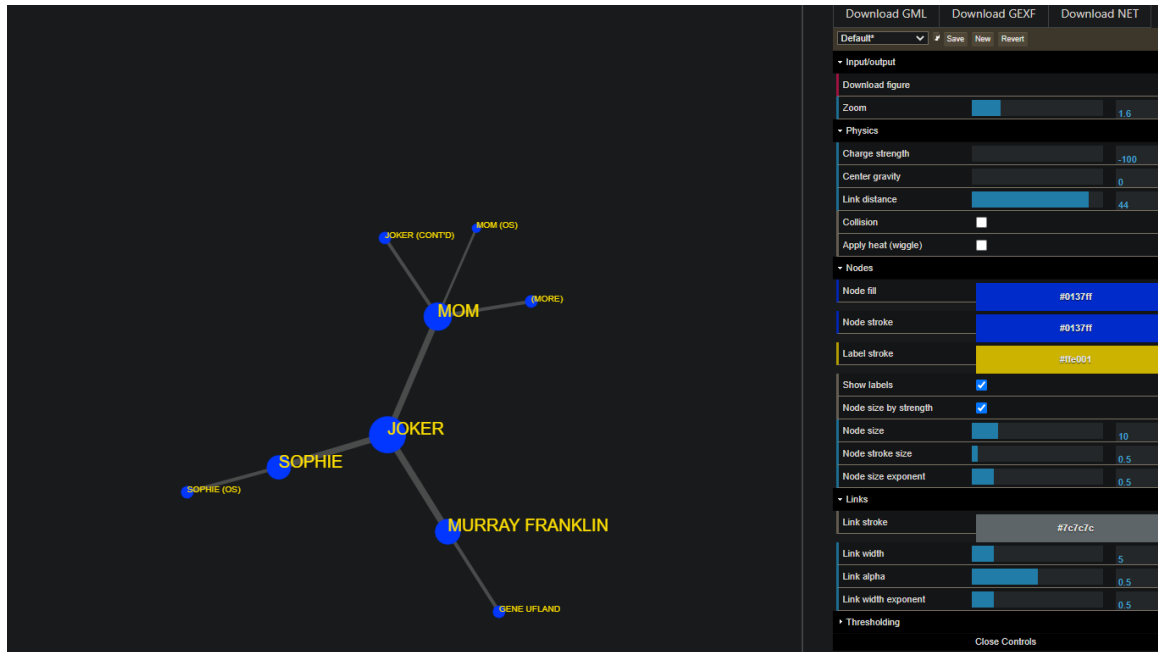 Download GML Download GEXF Download NET
Default* Save New Revert
Input/output
Download figure
Zoom 1.6
Physics
Charge strength -100
Center gravity 0
Link distance 44
Collision
Apply heat (wiggle)
Nodes
Node fill #0137ff
Node stroke #0137ff
Label stroke #ffe001
Show labels
Node size by strength
Node size 10
Node stroke size 0.5
Node size exponent 0.5
Links
Link stroke #7c7c7c
Link width 5
Link alpha 0.5
Link width exponent 0.5
Thresholding
Close Controls
MOM (OS)
JOKER (CONT'D)
(MORE)
MOM
JOKER
SOPHIE
SOPHIE (OS)
MURRAY FRANKLIN
GENE UFLAND